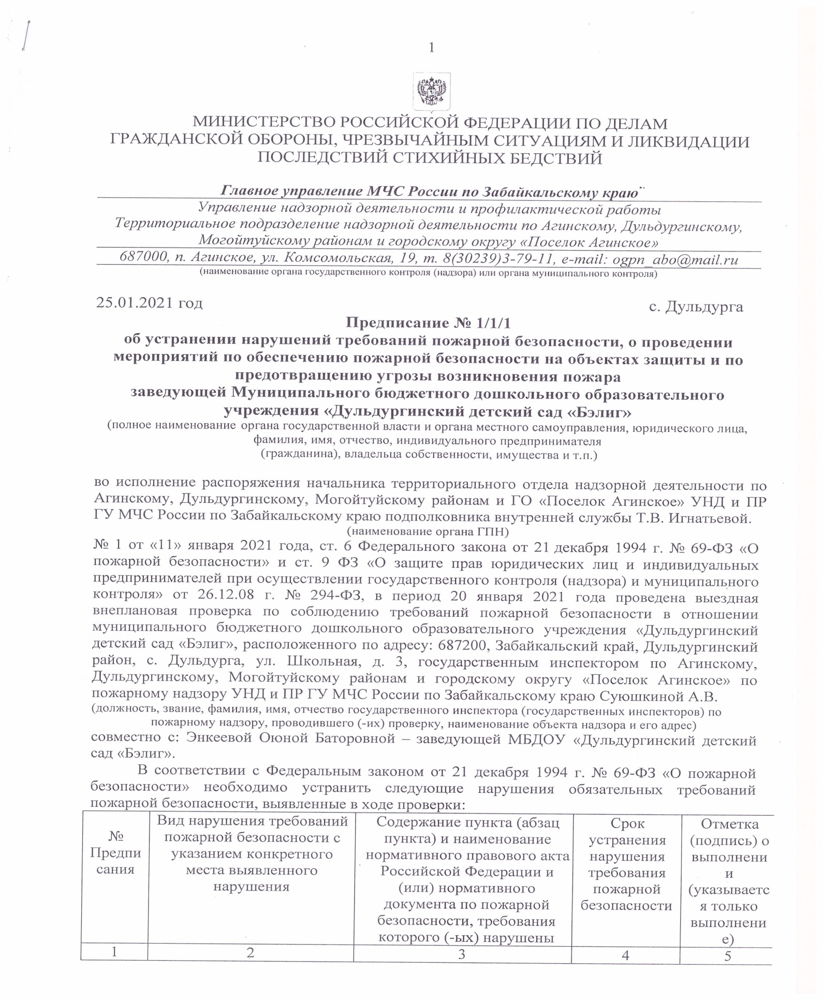 1
МИНИСТЕРСТВО РОССИЙСКОЙ ФЕДЕРАЦИИ ПО ДЕЛАМ
ГРАЖДАНСКОЙ ОБОРОНЫ, ЧРЕЗВЫЧАЙНЫМ СИТУАЦИЯМ И ЛИКВИДАЦИИ
ПОСЛЕДСТВИЙ СТИХИЙНЫХ БЕДСТВИЙ
Главное управление МЧС России по Забайкальскому краю
Управление надзорной деятельности и профилактической работы
Территориальное подразделение надзорной деятельности по Агинскому, Дульдургинскому,
Могойтуйскому районам и городскому округу «Поселок Агинское»
687000, п. Агинское, ул. Комсомольская, 19, т. 8(30239)3-79-11, e-mail: ogpn_abo@mail.ru
(наименование органа государственного контроля (надзора) или органа муниципального контроля)
25.01.2021 год с. Дульдурга
Предписание № 1/1/1
об устранении нарушений требований пожарной безопасности, о проведении
мероприятий по обеспечению пожарной безопасности на объектах защиты и по
предотвращению угрозы возникновения пожара
заведующей Муниципального бюджетного дошкольного образовательного
учреждения «Дульдургинский детский сад «Бэлиг»
(полное наименование органа государственной власти и органа местного самоуправления, юридического лица,
фамилия, имя, отчество, индивидуального предпринимателя
(гражданина), владельца собственности, имущества и т.п.)
во исполнение распоряжения начальника территориального отдела надзорной деятельности по
Агинскому, Дульдургинскому, Могойтуйскому районам и ГО «Поселок Агинское» УНД и ПР
ГУ МЧС России по Забайкальскому краю подполковника внутренней службы Т.В. Игнатьевой.
(наименование органа ГПН)
№ 1 от «11» января 2021 года, ст. 6 Федерального закона от 21 декабря 1994 г. № 69-ФЗ «О
пожарной безопасности» и ст. 9 ФЗ «О защите прав юридических лиц и индивидуальных
предпринимателей при осуществлении государственного контроля (надзора) и муниципального
контроля» от 26.12.08 г. № 294-ФЗ, в период 20 января 2021 года проведена выездная
внеплановая проверка по соблюдению требований пожарной безопасности в отношении
муниципального бюджетного дошкольного образовательного учреждения «Дульдургинский
детский сад «Бэлиг», расположенного по адресу: 687200, Забайкальский край, Дульдургинский
район, с. Дульдурга, ул. Школьная, д. 3, государственным инспектором по Агинскому,
Дульдургинскому, Могойтуйскому районам и городскому округу «Поселок Агинское» по
пожарному надзору УНД и ПР ГУ МЧС России по Забайкальскому краю Суюшкиной А.В.
(должность, звание, фамилия, имя, отчество государственного инспектора (государственных инспекторов) по
пожарному надзору, проводившего (-их) проверку, наименование объекта надзора и его адрес)
совместно с: Энкеевой Оюной Баторовной – заведующей МБДОУ «Дульдургинский детский
сад «Бэлиг».
В соответствии с Федеральным законом от 21 декабря 1994 г. № 69-ФЗ «О пожарной
безопасности» необходимо устранить следующие нарушения обязательных требований
пожарной безопасности, выявленные в ходе проверки:
№
Предпи
сания
Вид нарушения требований
пожарной безопасности с
указанием конкретного
места выявленного
нарушения
Содержание пункта (абзац
пункта) и наименование
нормативного правового акта
Российской Федерации и
(или) нормативного
документа по пожарной
безопасности, требования
которого (-ых) нарушены
Срок
устранения
нарушения
требования
пожарной
безопасности
Отметка
(подпись) о
выполнени
и
(указываетс
я только
выполнени
е)
1 2 3 4 5